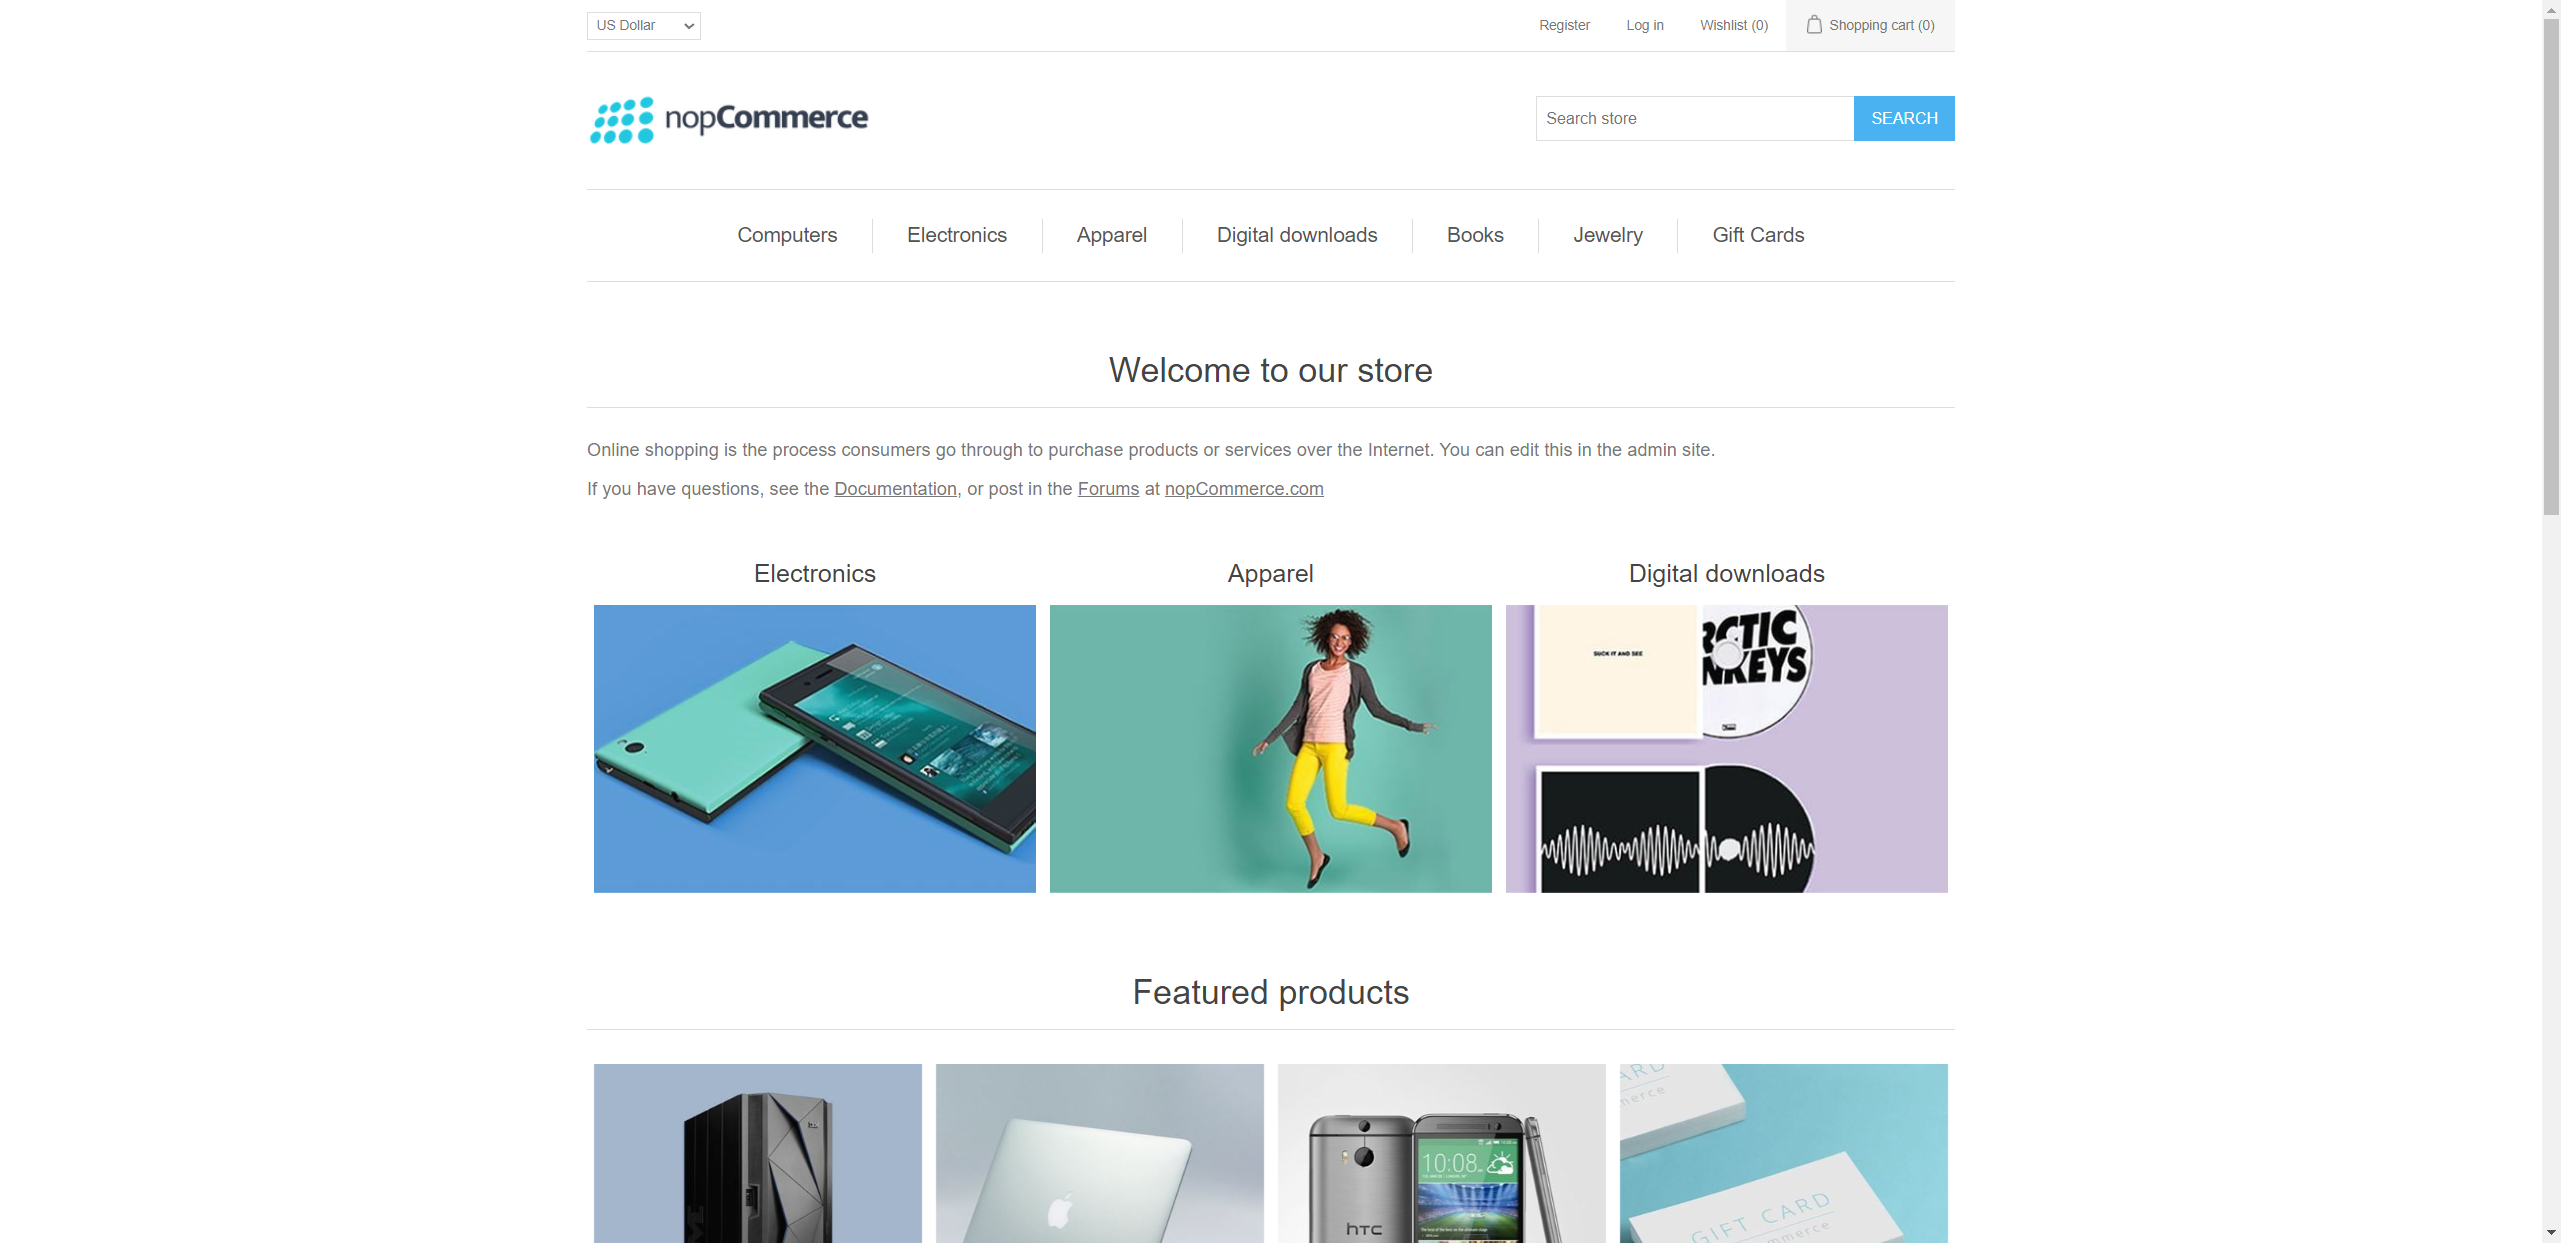 US Dollar
Register
Log in
Wishlist (0)
Shopping cart (0)
nopCommerce
Search store
SEARCH
Computers
Electronics
Apparel
Digital downloads
Books
Jewelry
Gift Cards
Welcome to our store
Online shopping is the process consumers go through to purchase products or services over the Internet. You can edit this in the admin site.
If you have questions, see the Documentation, or post in the Forums at nopCommerce.com
Electronics
Apparel
Digital downloads
SUCK IT AND SEE
RCTIC
NKEYS
Featured products
10:08
hTC
ARD
merce
GIFT CARD
mmerce